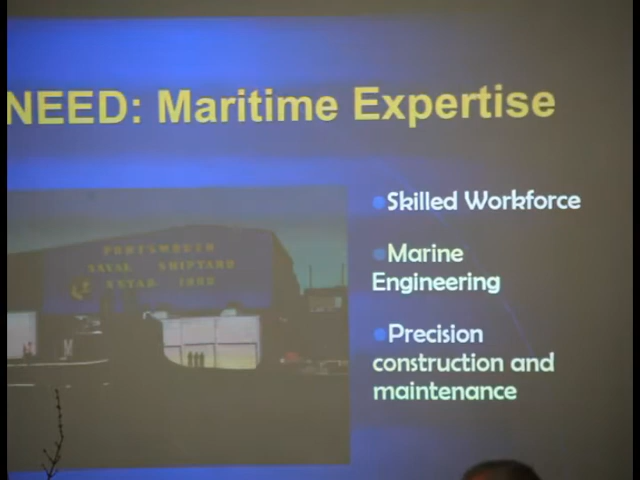 NEED: Maritime Expertise
Skilled Workforce
Marine
Engineering
Precision
construction and
maintenance
PORTSMOUTH
NAVAL SHIPYARD
ESTAB 1800